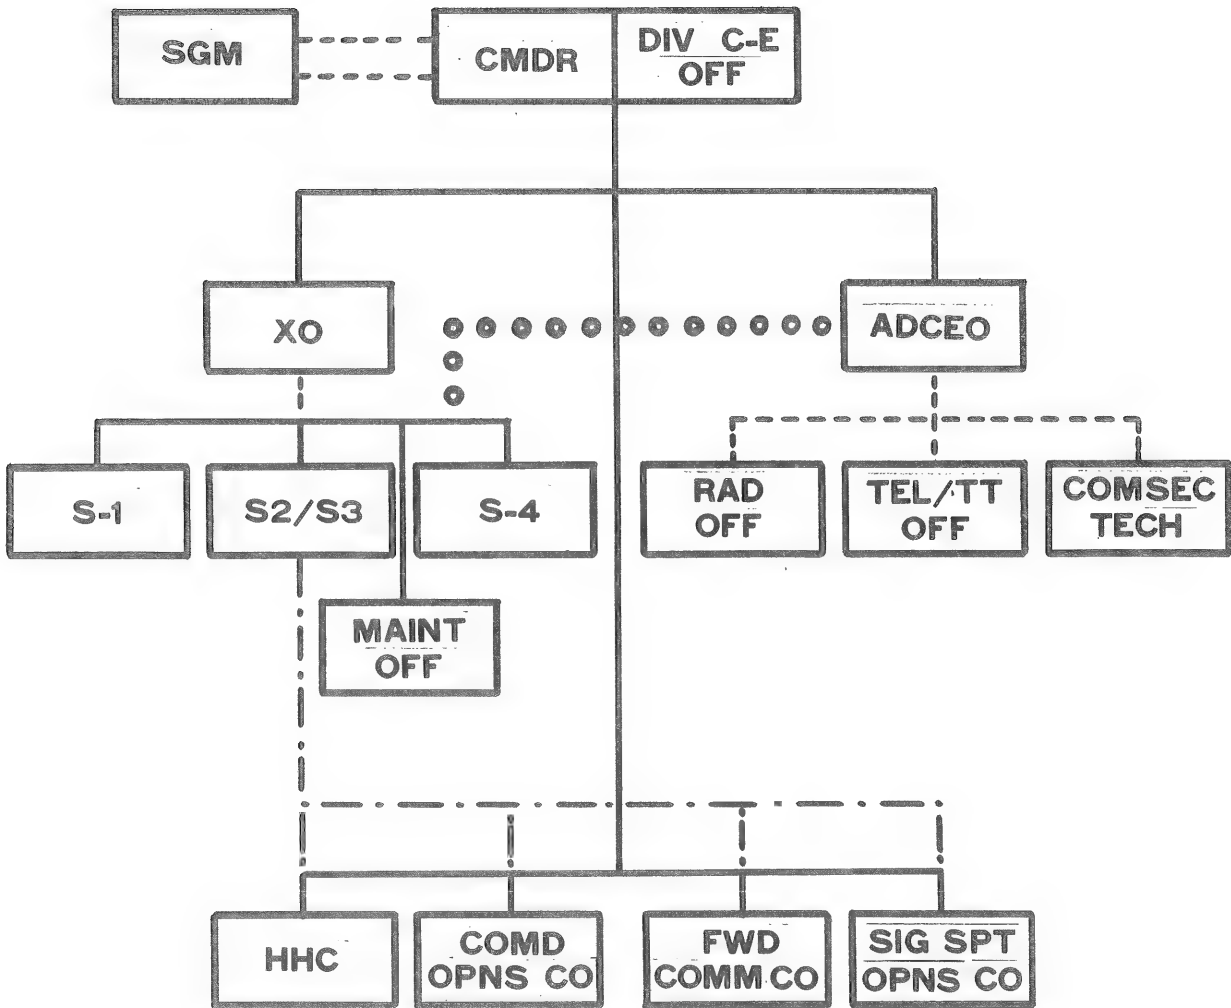 SGM
CMDR
DIV C-E
OFF
XO
ADCEO
S-1
S2/S3
S-4
RAD
OFF
TEL/TT
OFF
COMSEC
TECH
MAINT
OFF
HHC
COMD
OPNS CO
FWD
COMM CO
SIG SPT
OPNS CO